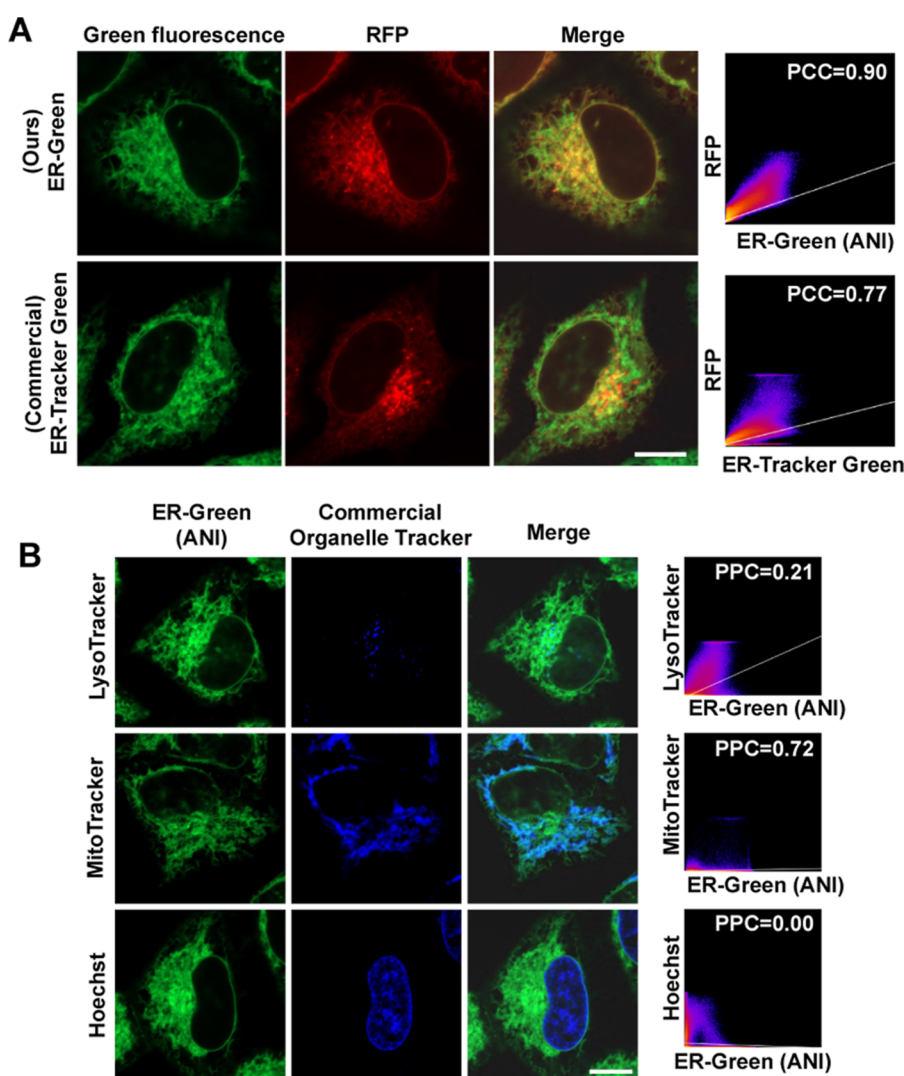 A
Green fluorescence RFP Merge
(Ours)
ER-Green
PCC=0.90
RFP
ER-Green (ANI)
(Commercial)
ER-Tracker Green
PCC=0.77
RFP
ER-Tracker Green
B
ER-Green
(ANI)
Commercial
Organelle Tracker
Merge
LysoTracker
PPC=0.21
LysoTracker
ER-Green (ANI)
MitoTracker
PPC=0.72
MitoTracker
ER-Green (ANI)
Hoechst
PPC=0.00
Hoechst
ER-Green (ANI)